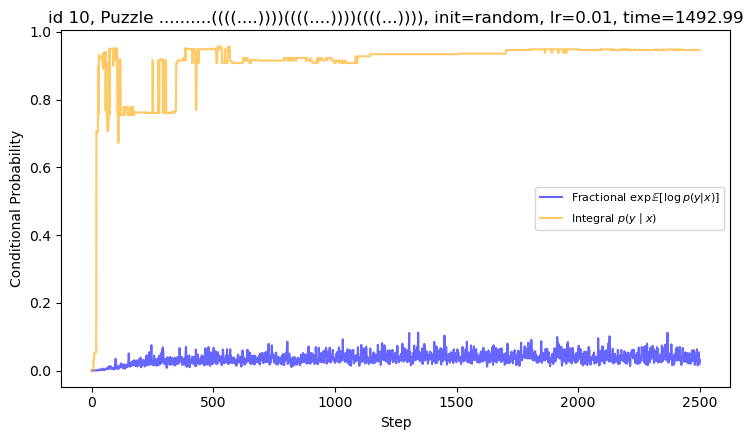 id 10, Puzzle ..........((((....))))((((....))))((((...)))), init=random, lr=0.01, time=1492.99
Conditional Probability
1.0
0.8
0.6
0.4
0.2
0.0
Fractional exp𝔼[log p(y|x)]
Integral p(y | x)
0 500 1000 1500 2000 2500
Step